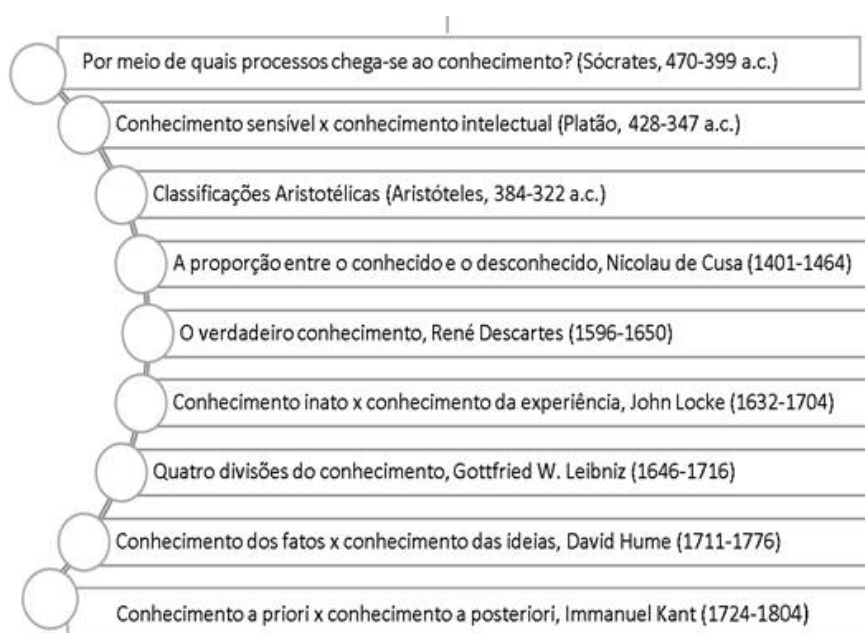 Por meio de quais processos chega-se ao conhecimento? (Sócrates, 470-399 a.c.)
Conhecimento sensível x conhecimento intelectual (Platão, 428-347 a.c.)
Classificações Aristotélicas (Aristóteles, 384-322 a.c.)
A proporção entre o conhecido e o desconhecido, Nicolau de Cusa (1401-1464)
O verdadeiro conhecimento, René Descartes (1596-1650)
Conhecimento inato x conhecimento da experiência, John Locke (1632-1704)
Quatro divisões do conhecimento, Gottfried W. Leibniz (1646-1716)
Conhecimento dos fatos x conhecimento das ideias, David Hume (1711-1776)
Conhecimento a priori x conhecimento a posteriori, Immanuel Kant (1724-1804)